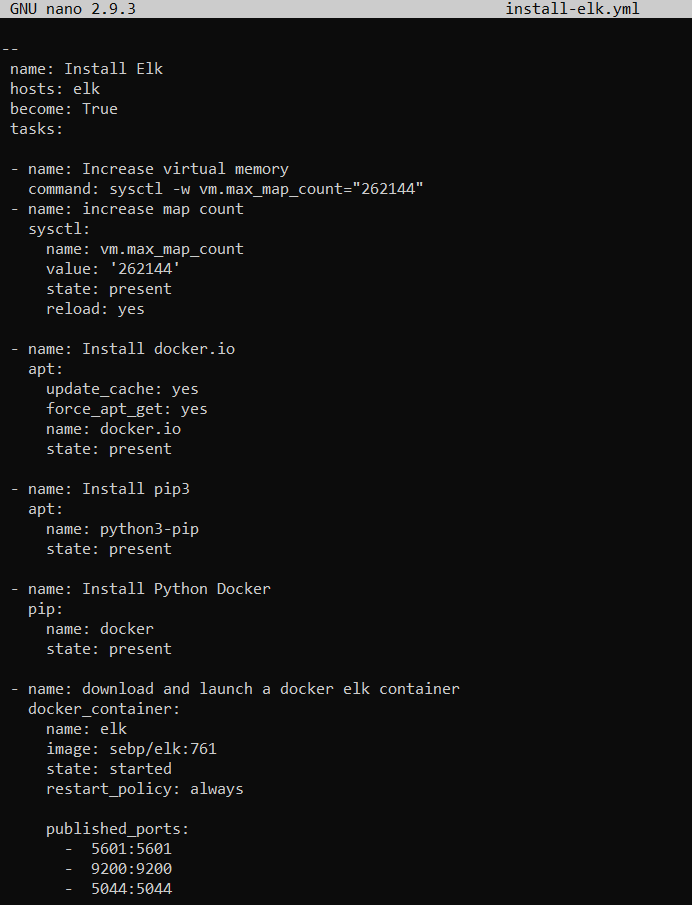 GNU nano 2.9.3 install-elk.yml
--
name: Install Elk
hosts: elk
become: True
tasks:
- name: Increase virtual memory
command: sysctl -w vm.max_map_count="262144"
- name: increase map count
sysctl:
name: vm.max_map_count
value: '262144'
state: present
reload: yes
- name: Install docker.io
apt:
update_cache: yes
force_apt_get: yes
name: docker.io
state: present
- name: Install pip3
apt:
name: python3-pip
state: present
- name: Install Python Docker
pip:
name: docker
state: present
- name: download and launch a docker elk container
docker_container:
name: elk
image: sebp/elk:761
state: started
restart_policy: always
published_ports:
- 5601:5601
- 9200:9200
- 5044:5044